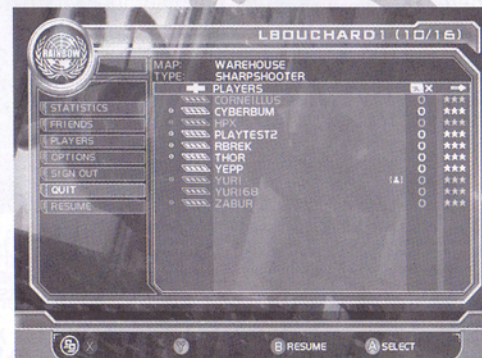 LBOUCHARD1 (10/16)
RAINBOW
MAP: WAREHOUSE
TYPE: SHARPSHOOTER
PLAYERS
CORNEILLUS 0
CYBERBUM 0
HPX 0
PLAYTEST2 0
RBREK 0
THOR 0
YEPP 0
YURI (A) 0
YURI68 0
ZABUR 0
STATISTICS
FRIENDS
PLAYERS
OPTIONS
SIGN OUT
QUIT
RESUME
X Y B RESUME A SELECT